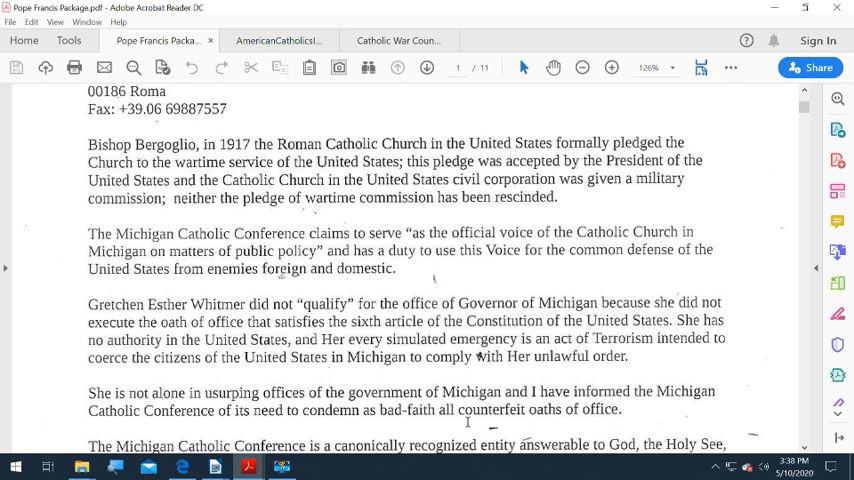 Pope Francis Package.pdf - Adobe Acrobat Reader DC
File Edit View Window Help
Home Tools Pope Francis Packa... × AmericanCatholicsI... Catholic War Coun... Sign In
1 / 11 126% Share
00186 Roma
Fax: +39.06 69887557
Bishop Bergoglio, in 1917 the Roman Catholic Church in the United States formally pledged the
Church to the wartime service of the United States; this pledge was accepted by the President of the
United States and the Catholic Church in the United States civil corporation was given a military
commission; neither the pledge of wartime commission has been rescinded.
The Michigan Catholic Conference claims to serve “as the official voice of the Catholic Church in
Michigan on matters of public policy” and has a duty to use this Voice for the common defense of the
United States from enemies foreign and domestic.
Gretchen Esther Whitmer did not “qualify” for the office of Governor of Michigan because she did not
execute the oath of office that satisfies the sixth article of the Constitution of the United States. She has
no authority in the United States, and Her every simulated emergency is an act of Terrorism intended to
coerce the citizens of the United States in Michigan to comply with Her unlawful order.
She is not alone in usurping offices of the government of Michigan and I have informed the Michigan
Catholic Conference of its need to condemn as bad-faith all counterfeit oaths of office.
The Michigan Catholic Conference is a canonically recognized entity answerable to God, the Holy See,
3:38 PM
5/10/2020